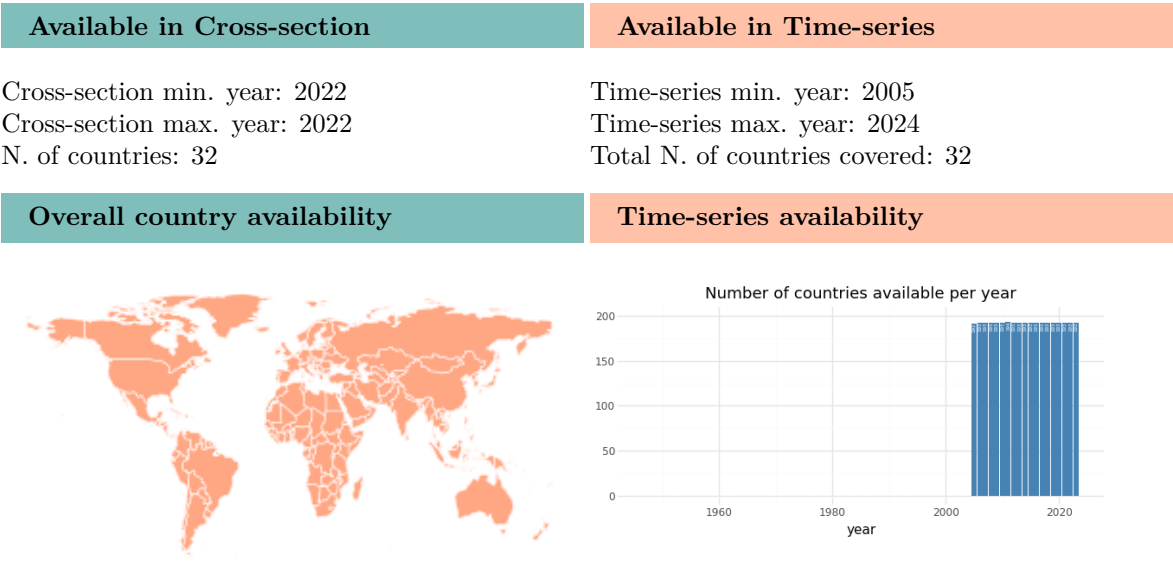 Available in Cross-section
Available in Time-series
Cross-section min. year: 2022
Cross-section max. year: 2022
N. of countries: 32
Time-series min. year: 2005
Time-series max. year: 2024
Total N. of countries covered: 32
Overall country availability
Time-series availability
Number of countries available per year
200
150
100
50
0
1960 1980 2000 2020
year